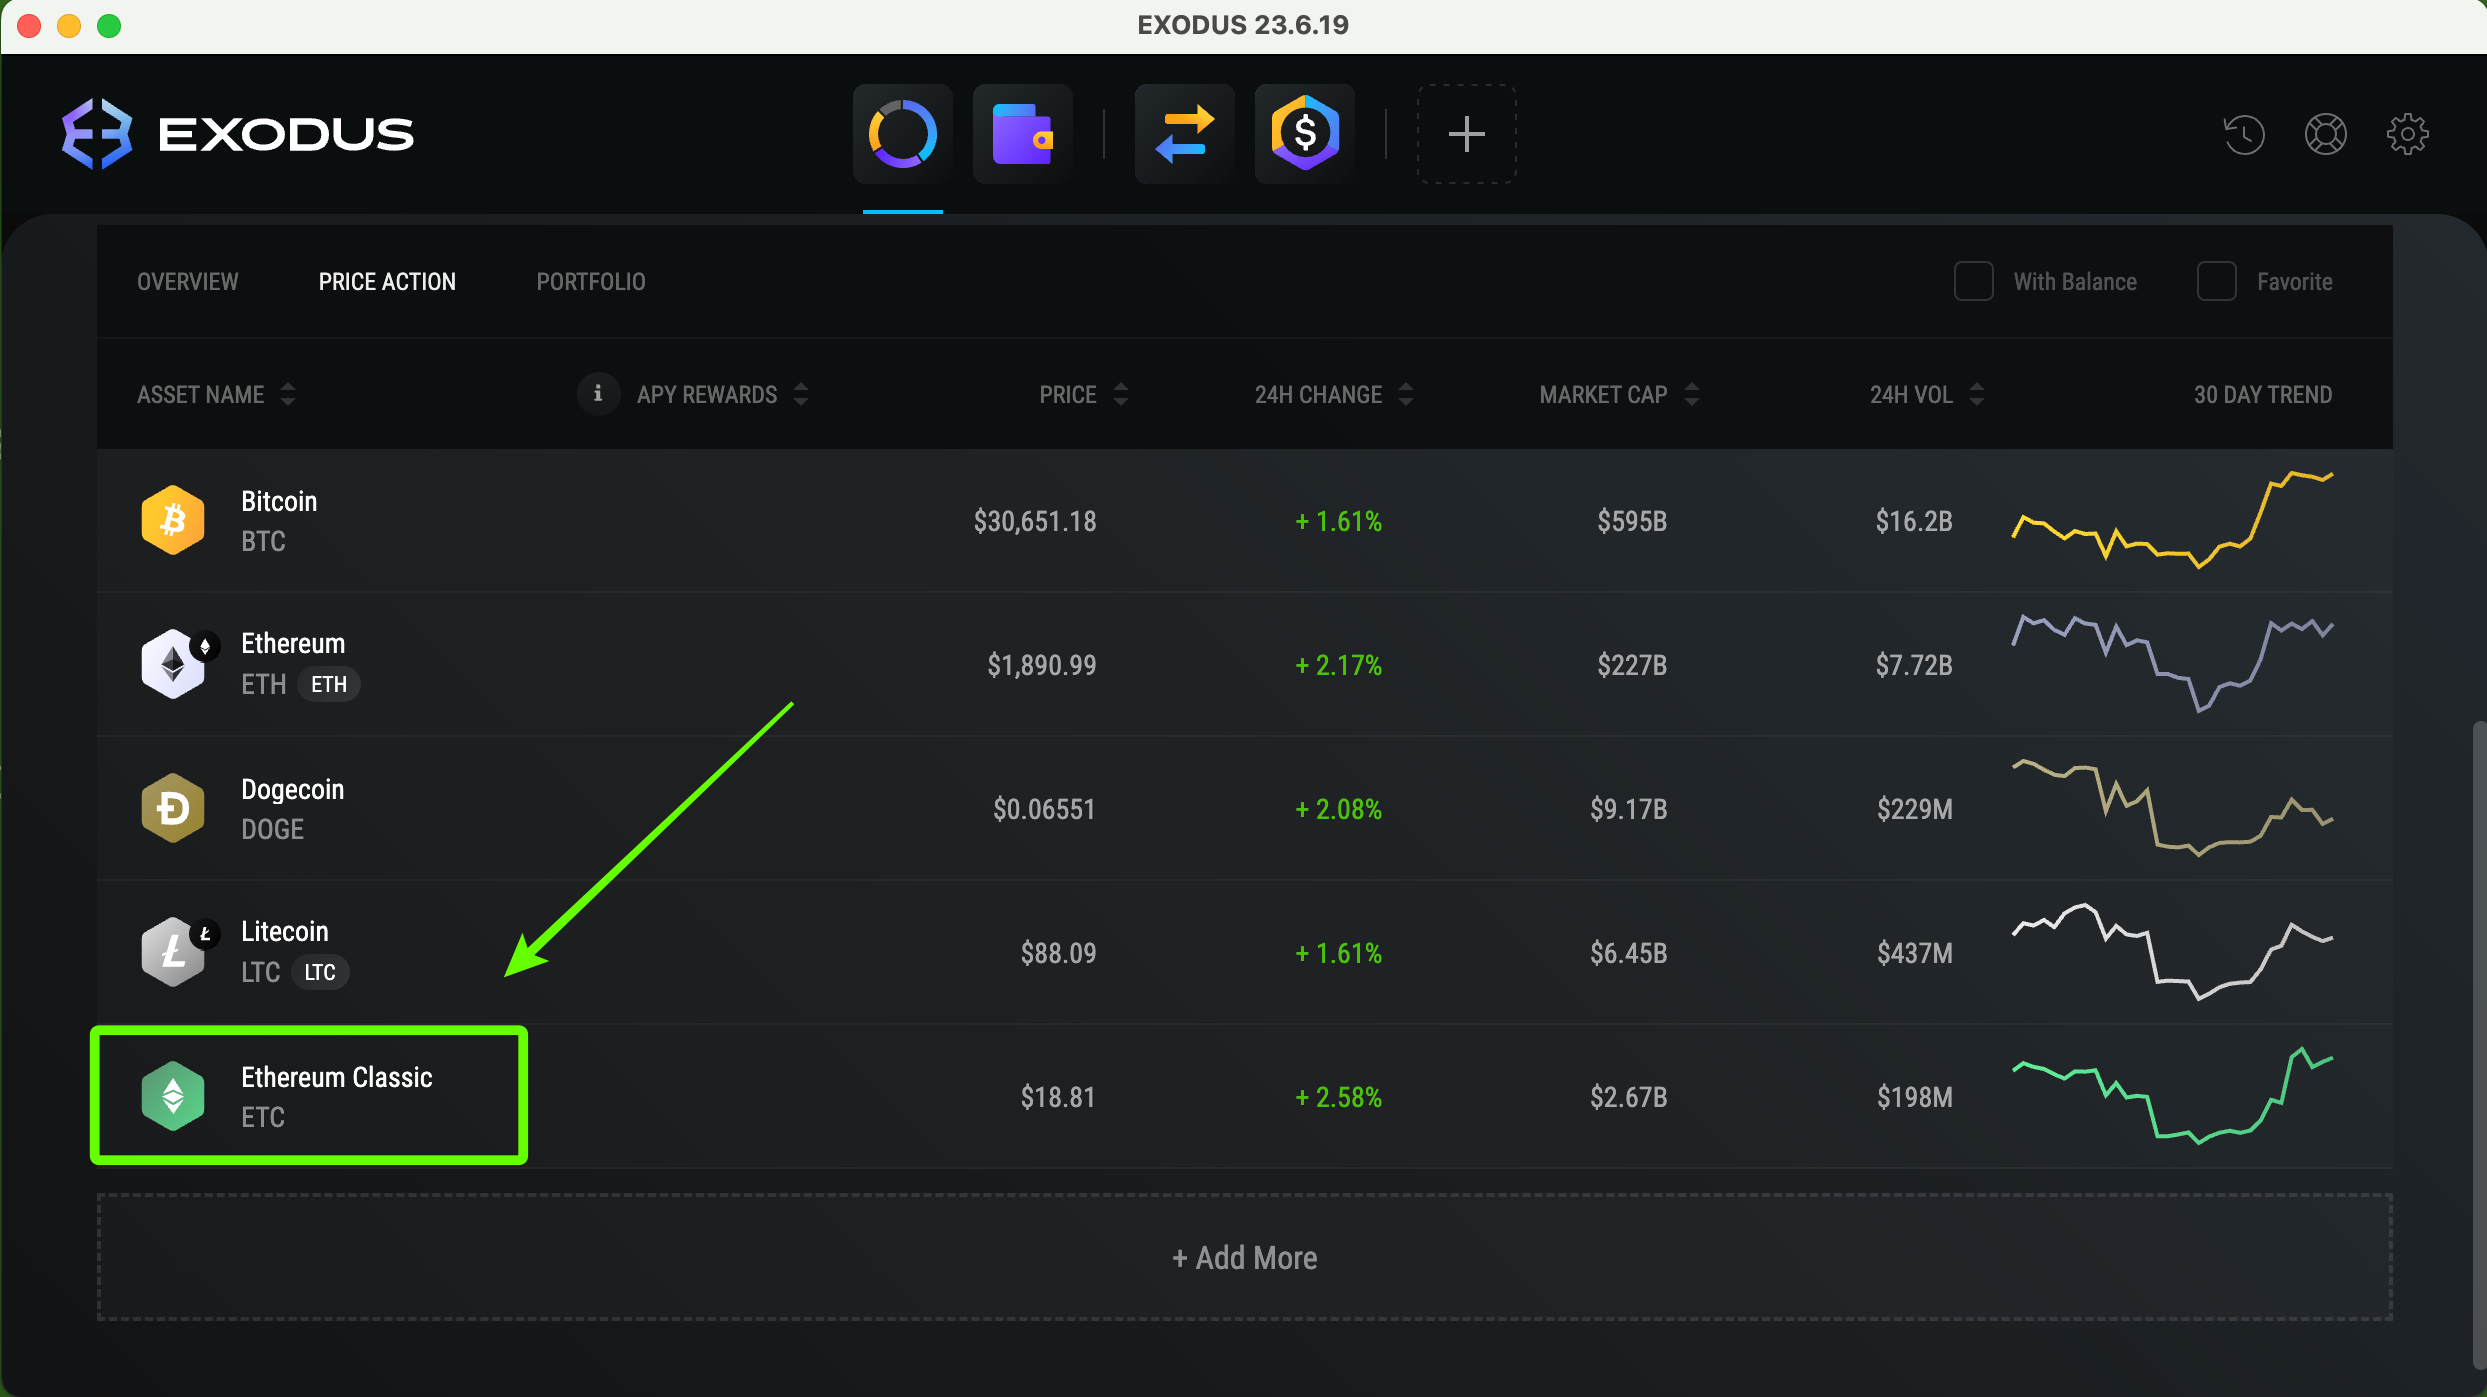 EXODUS 23.6.19
EXODUS
OVERVIEW PRICE ACTION PORTFOLIO With Balance Favorite
ASSET NAME i APY REWARDS PRICE 24H CHANGE MARKET CAP 24H VOL 30 DAY TREND
Bitcoin
BTC
$30,651.18 + 1.61% $595B $16.2B
Ethereum
ETH ETH
$1,890.99 + 2.17% $227B $7.72B
Dogecoin
DOGE
$0.06551 + 2.08% $9.17B $229M
Litecoin
LTC LTC
$88.09 + 1.61% $6.45B $437M
Ethereum Classic
ETC
$18.81 + 2.58% $2.67B $198M
+ Add More